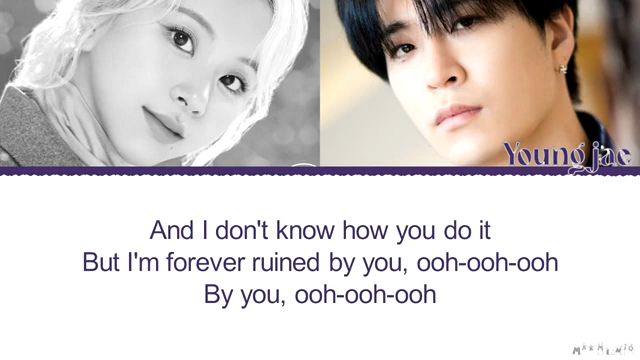 Young jae
And I don't know how you do it
But I'm forever ruined by you, ooh-ooh-ooh
By you, ooh-ooh-ooh